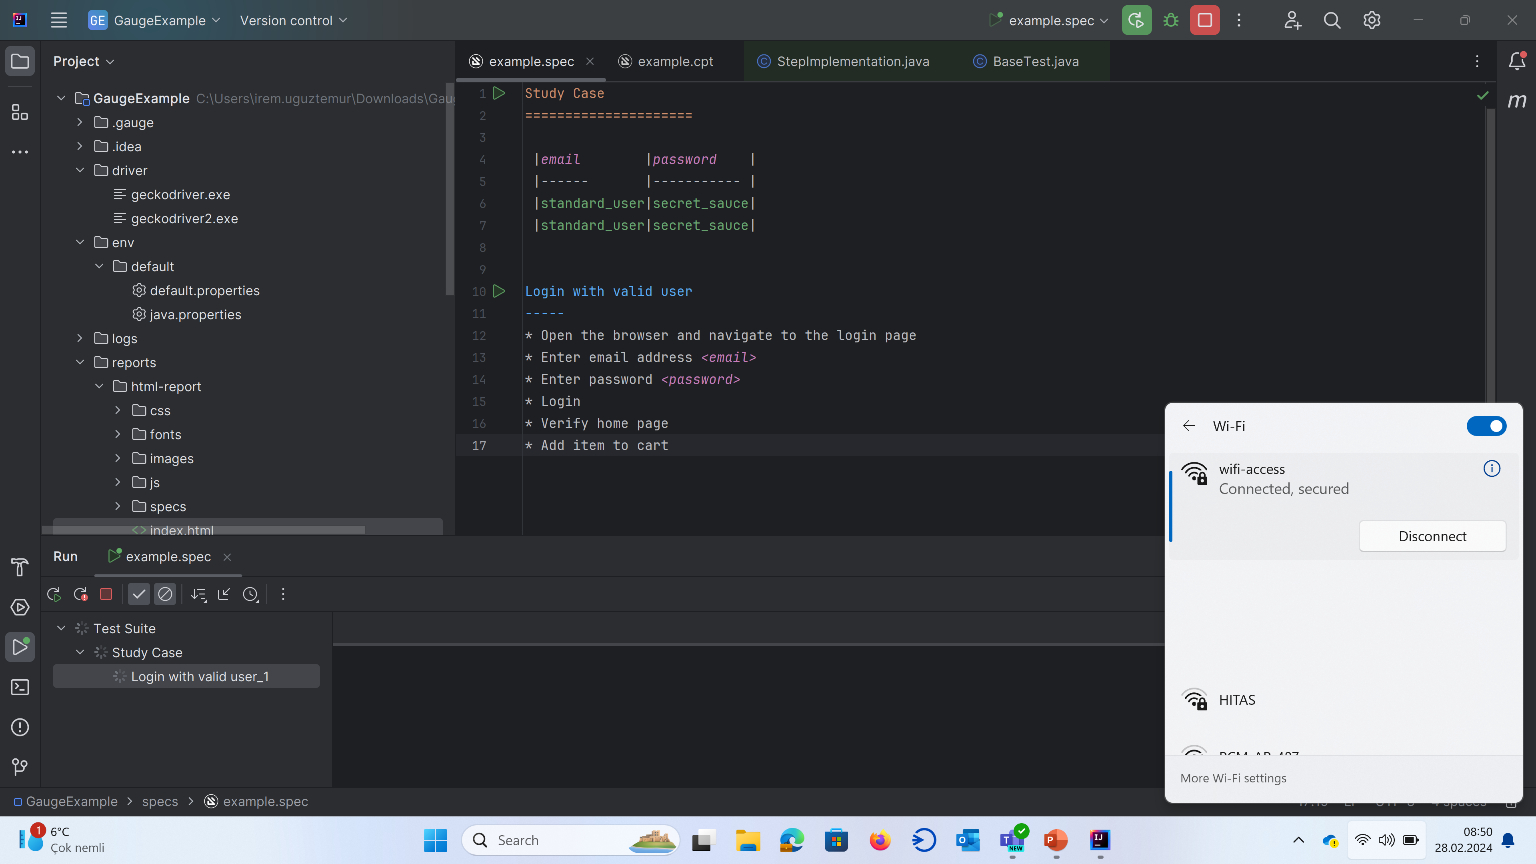 GE GaugeExample Version control example.spec
Project
example.spec example.cpt StepImplementation.java BaseTest.java
GaugeExample C:\Users\irem.uguztemur\Downloads\Gau
.gauge
.idea
driver
geckodriver.exe
geckodriver2.exe
env
default
default.properties
java.properties
logs
reports
html-report
css
fonts
images
js
specs
index.html
1 Study Case
2 =====================
3
4 |email |password |
5 |------ |----------- |
6 |standard_user|secret_sauce|
7 |standard_user|secret_sauce|
8
9
10 Login with valid user
11 -----
12 * Open the browser and navigate to the login page
13 * Enter email address <email>
14 * Enter password <password>
15 * Login
16 * Verify home page
17 * Add item to cart
Run example.spec
Test Suite
Study Case
Login with valid user_1
GaugeExample > specs > example.spec
Wi-Fi
wifi-access
Connected, secured
Disconnect
HITAS
More Wi-Fi settings
1
6°C
Çok nemli
Search
NEW
08:50
28.02.2024